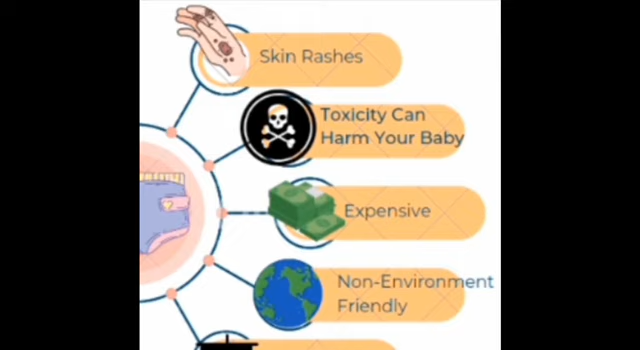 Skin Rashes
Toxicity Can
Harm Your Baby
Expensive
Non-Environment
Friendly